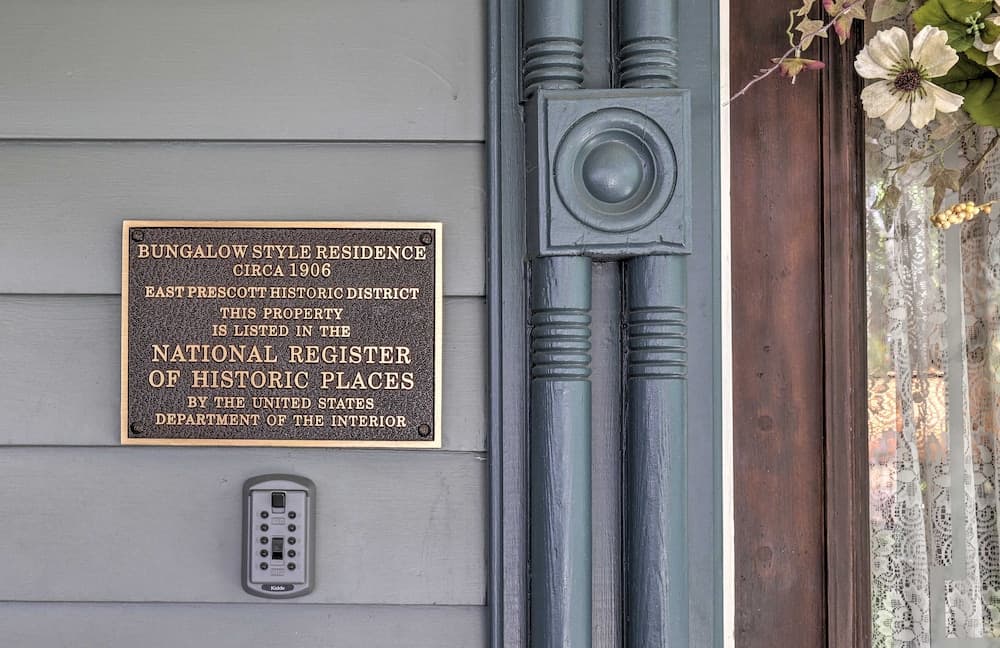 BUNGALOW STYLE RESIDENCE
CIRCA 1906
EAST PRESCOTT HISTORIC DISTRICT
THIS PROPERTY
IS LISTED IN THE
NATIONAL REGISTER
OF HISTORIC PLACES
BY THE UNITED STATES
DEPARTMENT OF THE INTERIOR
Kidde